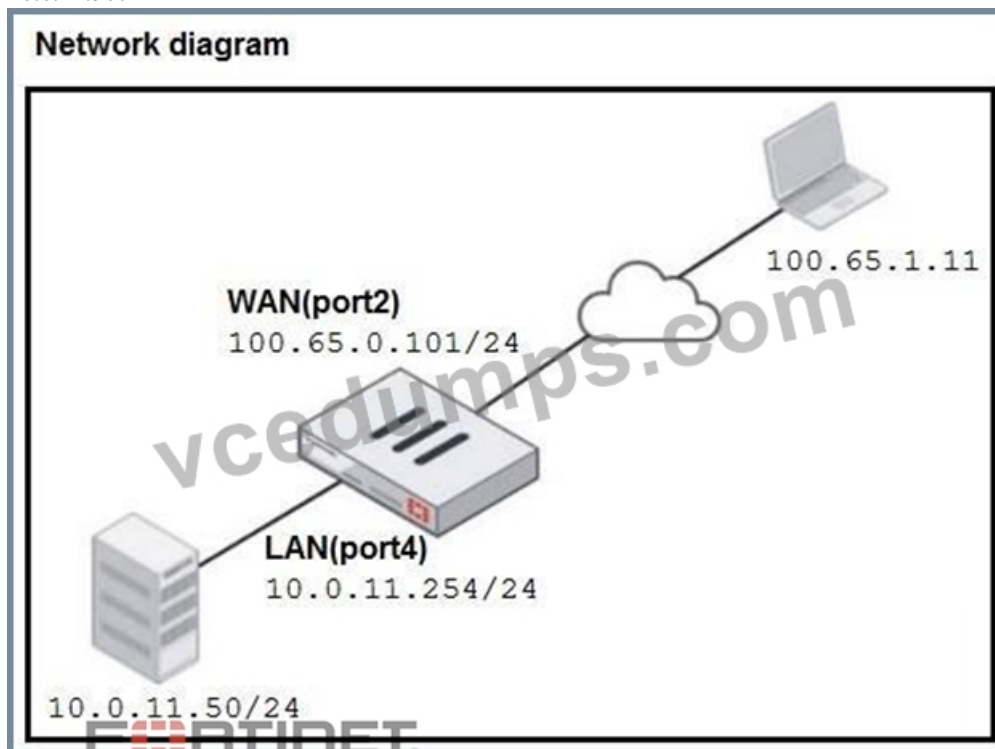 Network diagram
100.65.1.11
WAN(port2)
100.65.0.101/24
vcedumps.com
LAN(port4)
10.0.11.254/24
10.0.11.50/24